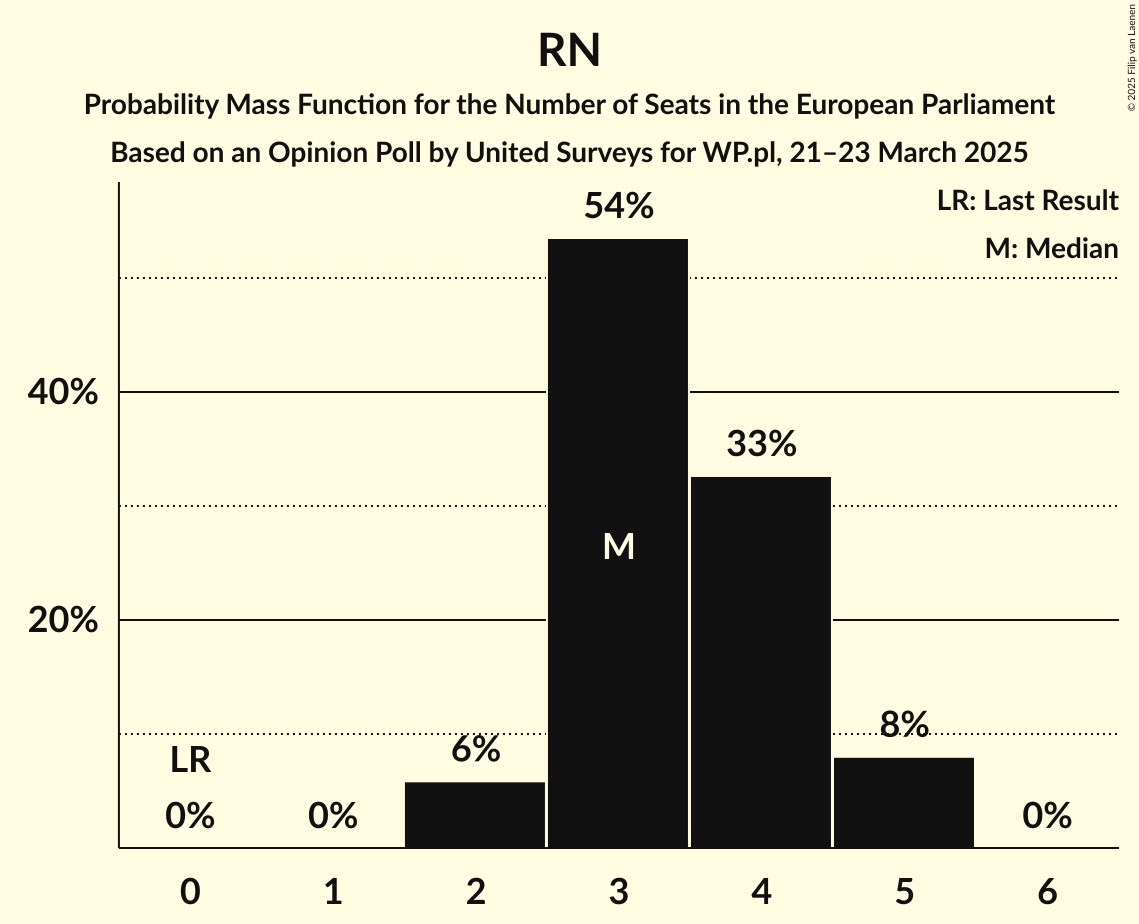 RN
Probability Mass Function for the Number of Seats in the European Parliament
Based on an Opinion Poll by United Surveys for WP.pl, 21–23 March 2025
© 2025 Filip van Laenen
LR: Last Result
M: Median
54%
40%
33%
M
20%
8%
6%
LR
0%
0%
0%
0 1 2 3 4 5 6